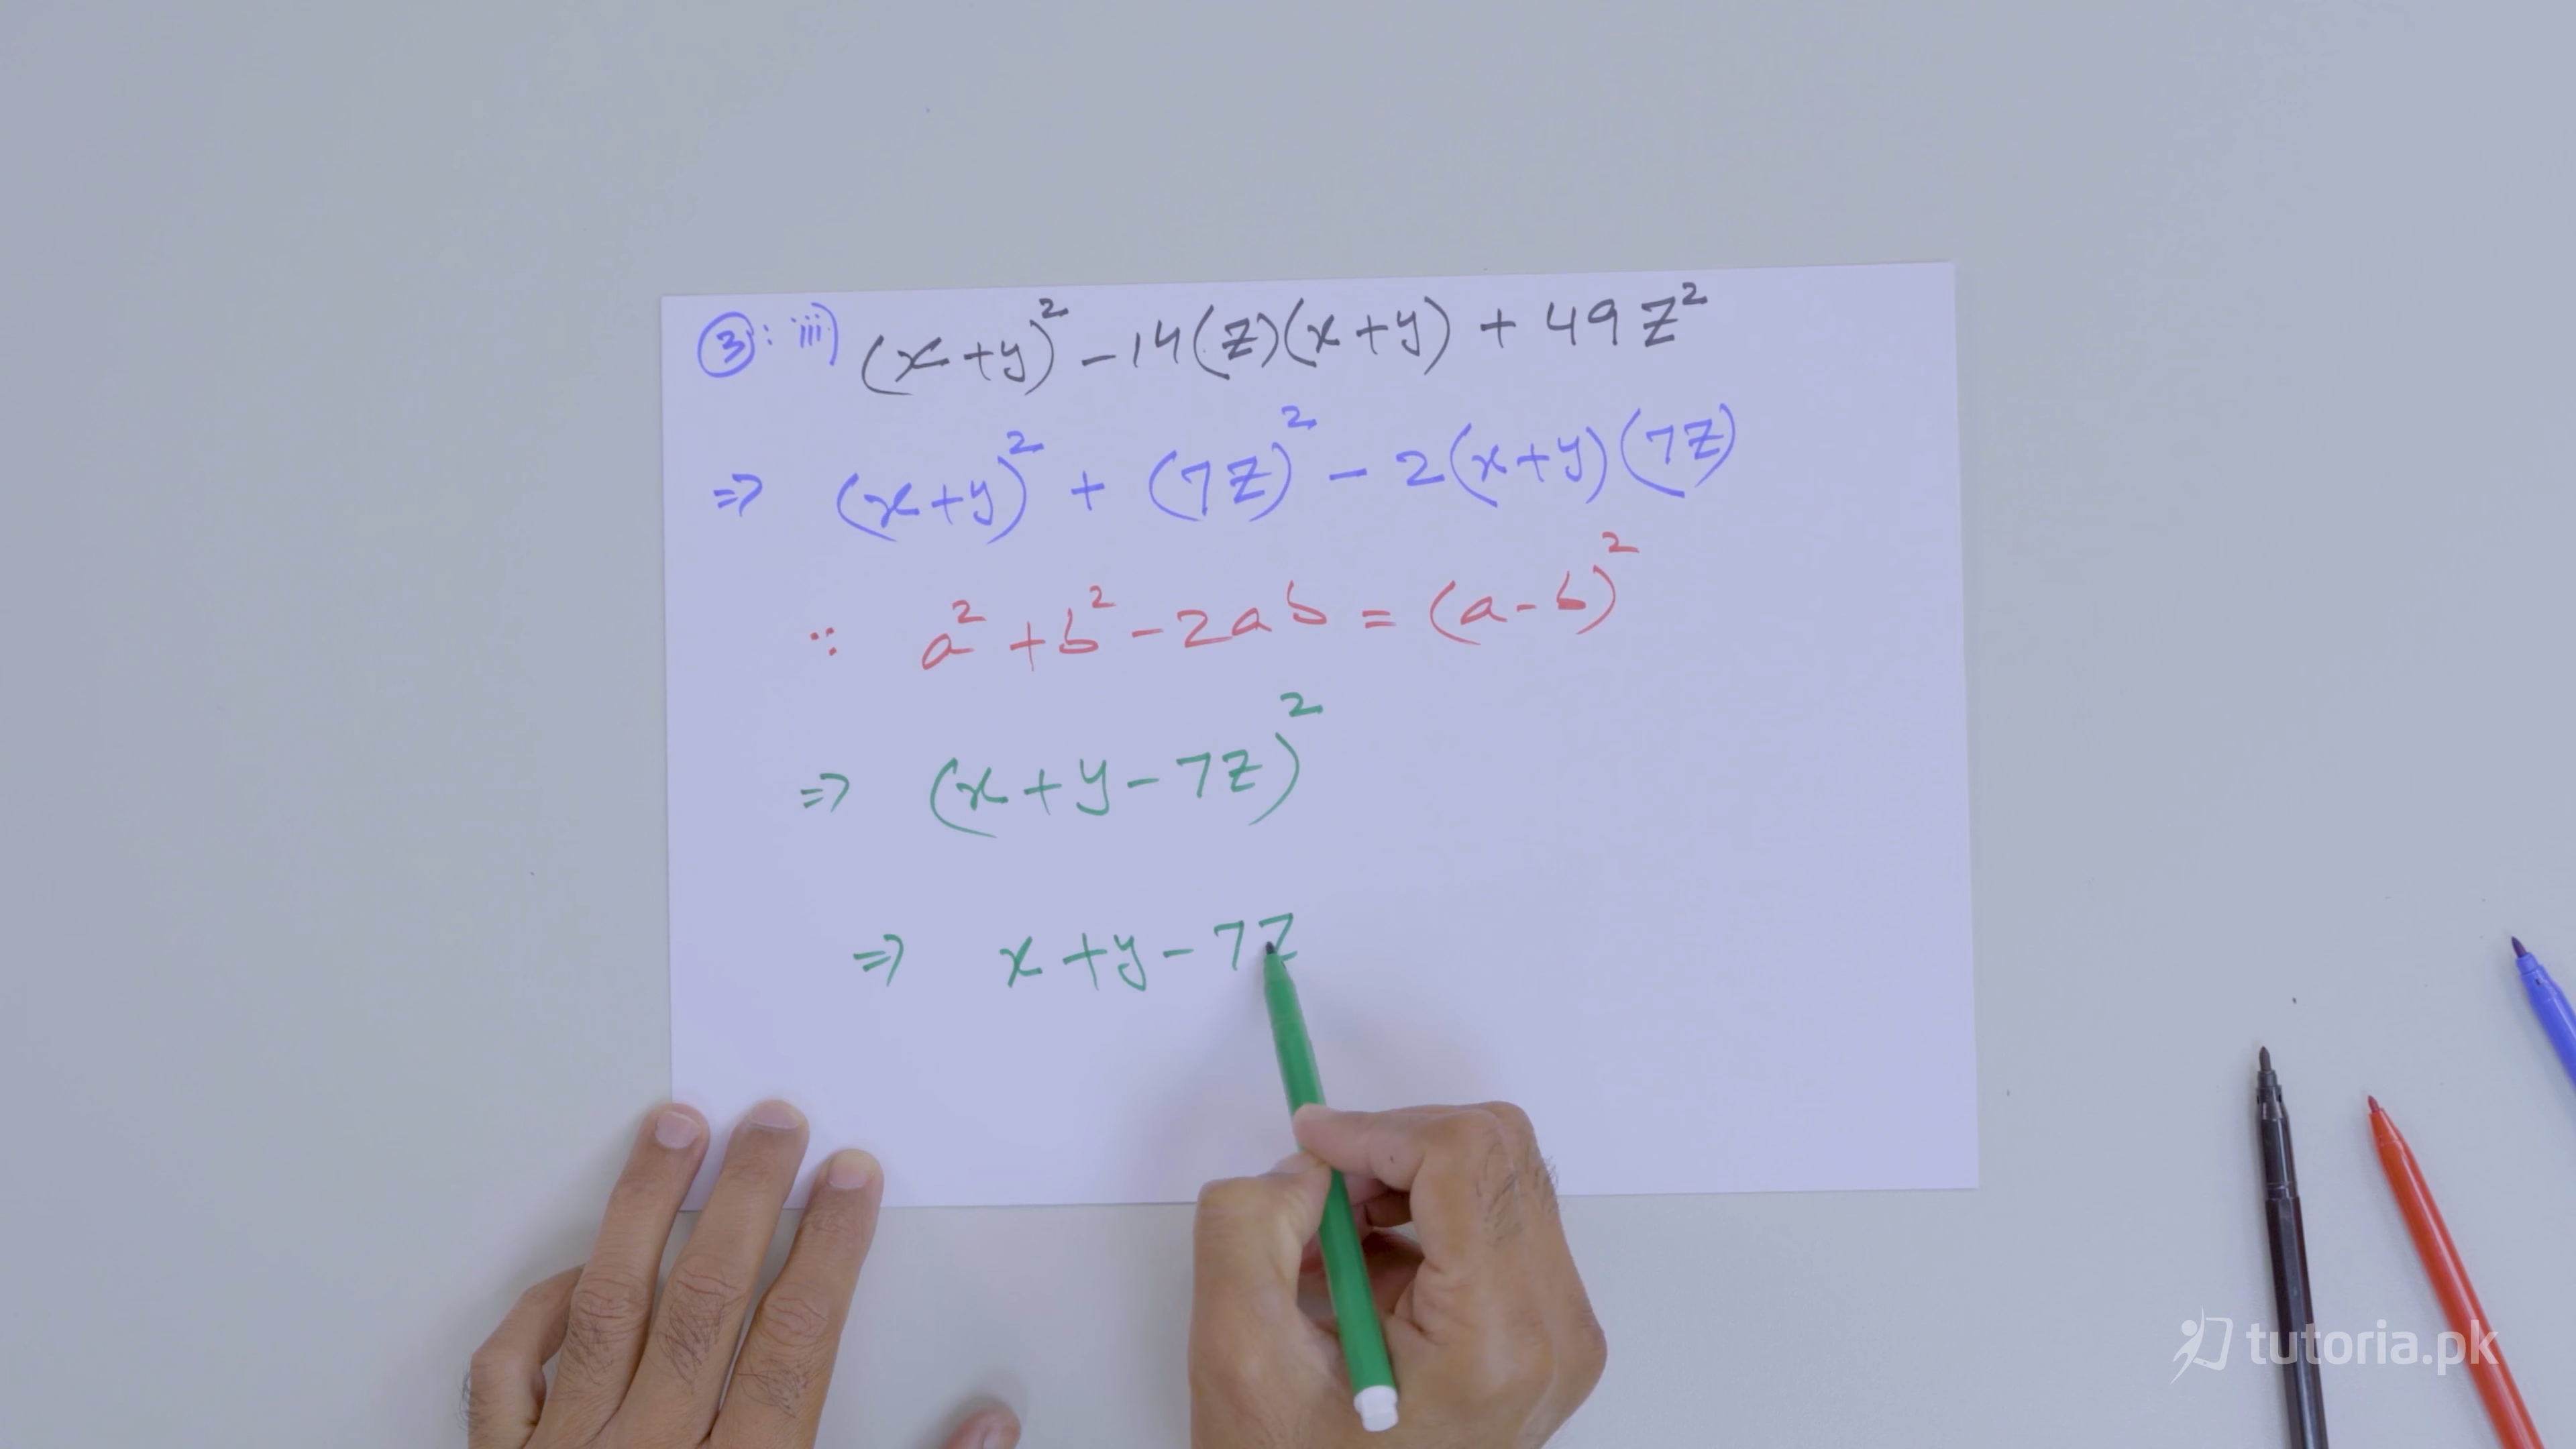 ③: iii) (x+y)² - 14(z)(x+y) + 49z²
⇒ (x+y)² + (7z)² - 2(x+y)(7z)
∵ a² + b² - 2ab = (a-b)²
⇒ (x+y-7z)²
⇒ x+y-7z
tutoria.pk